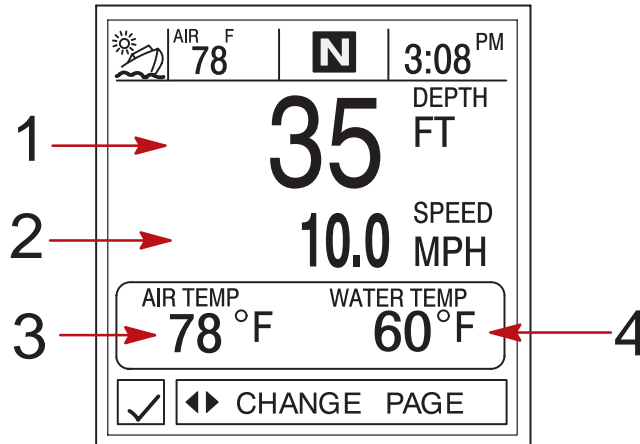 AIR F
78
N
3:08 PM
1
35
DEPTH
FT
2
10.0
SPEED
MPH
AIR TEMP
WATER TEMP
3
78 °F
60°F
4
CHANGE PAGE